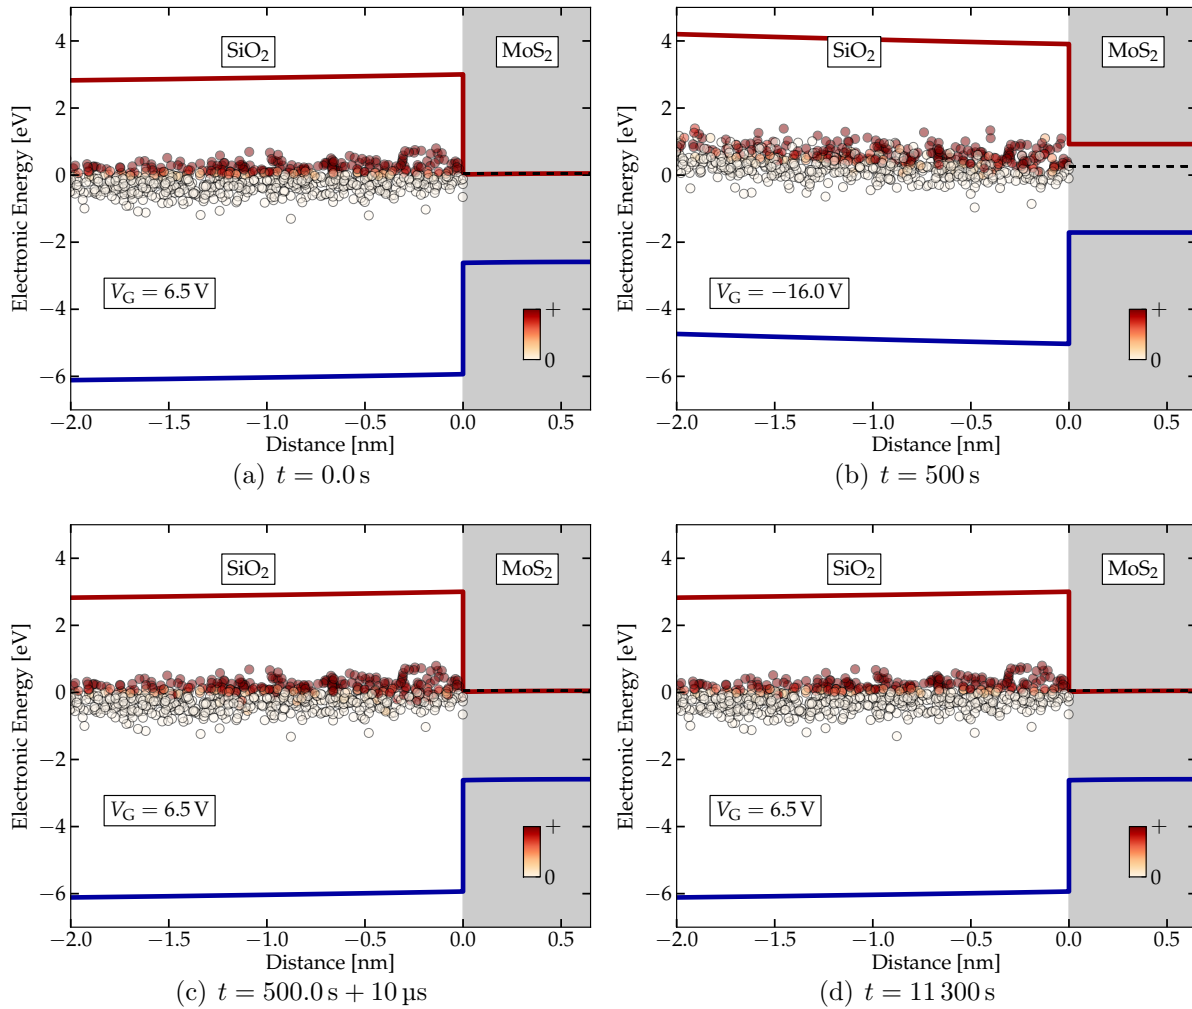 SiO₂
MoS₂
Electronic Energy [eV]
4
2
0
−2
−4
−6
V_G = 6.5 V
+
0
−2.0 −1.5 −1.0 −0.5 0.0 0.5
Distance [nm]
(a) t = 0.0 s
SiO₂
MoS₂
Electronic Energy [eV]
4
2
0
−2
−4
−6
V_G = −16.0 V
+
0
−2.0 −1.5 −1.0 −0.5 0.0 0.5
Distance [nm]
(b) t = 500 s
SiO₂
MoS₂
Electronic Energy [eV]
4
2
0
−2
−4
−6
V_G = 6.5 V
+
0
−2.0 −1.5 −1.0 −0.5 0.0 0.5
Distance [nm]
(c) t = 500.0 s + 10 µs
SiO₂
MoS₂
Electronic Energy [eV]
4
2
0
−2
−4
−6
V_G = 6.5 V
+
0
−2.0 −1.5 −1.0 −0.5 0.0 0.5
Distance [nm]
(d) t = 11 300 s